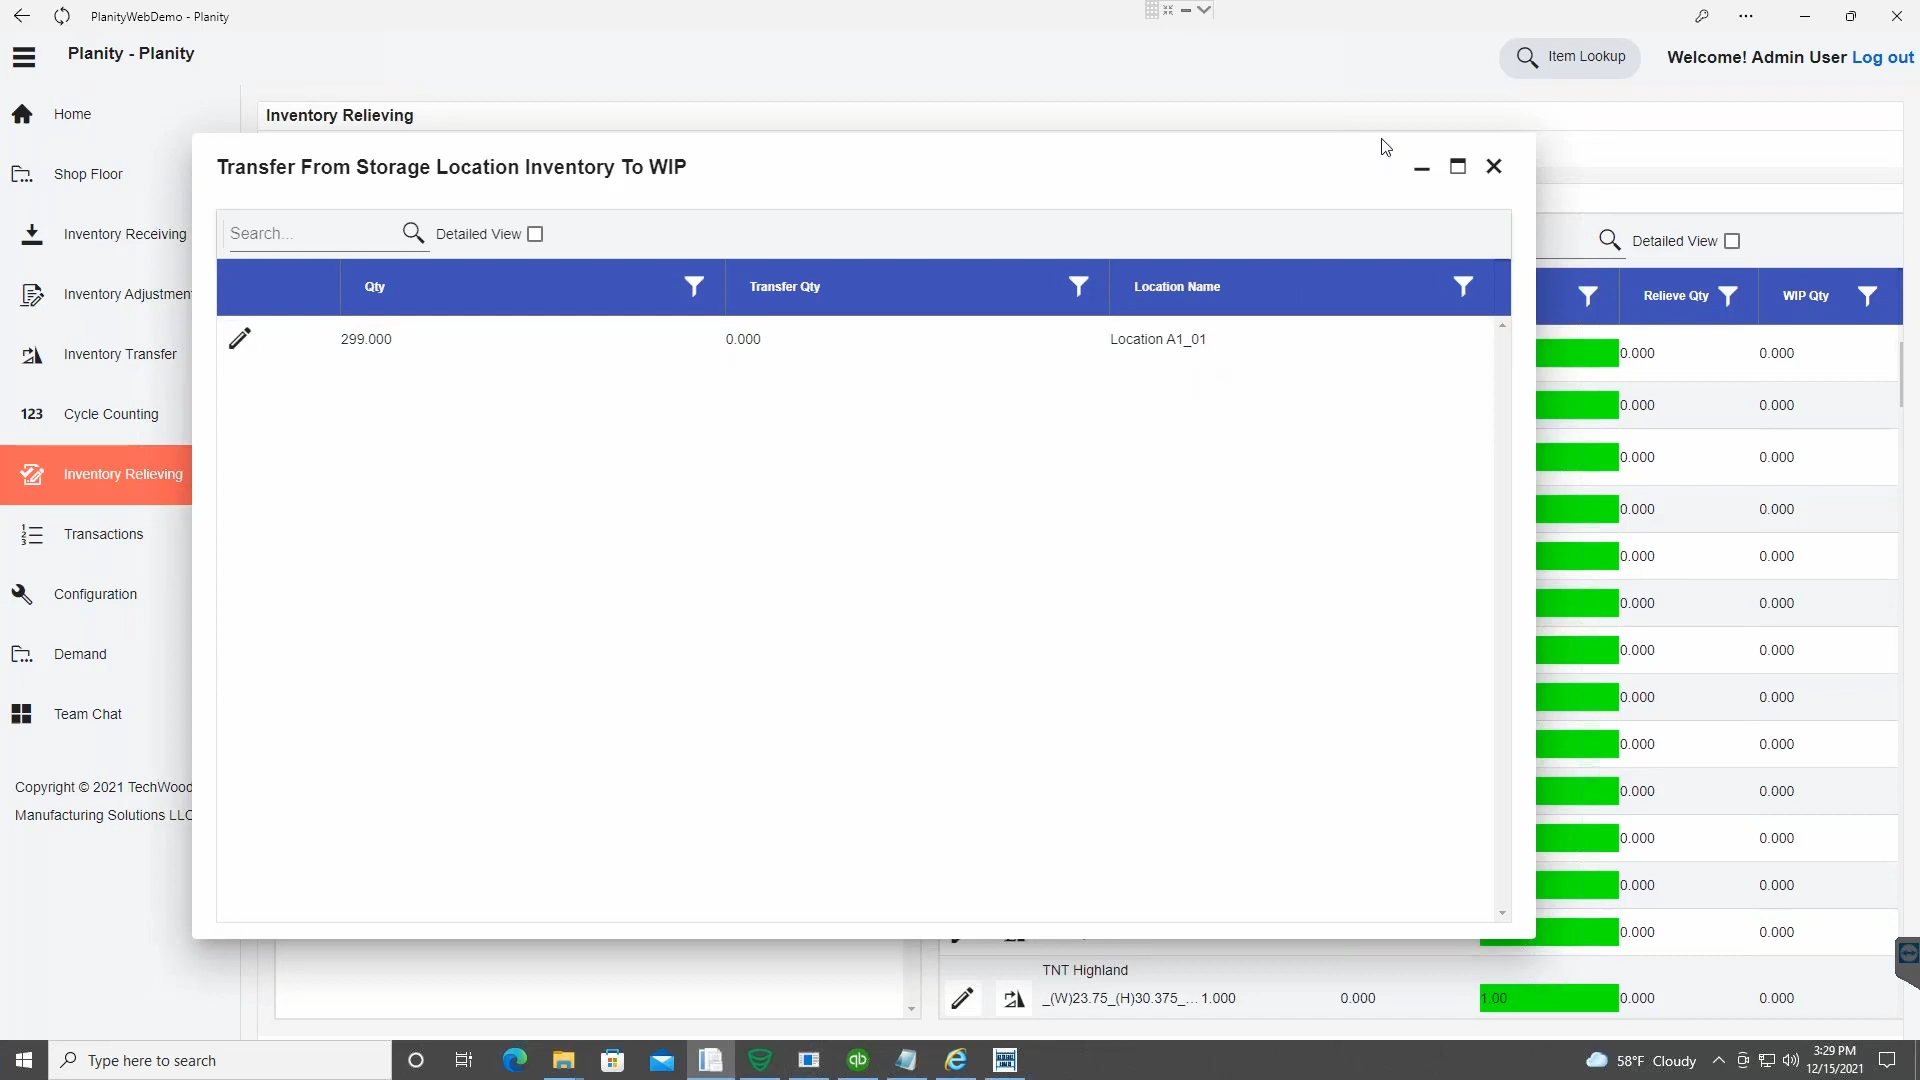 PlanityWebDemo - Planity
Planity - Planity
Item Lookup
Welcome! Admin User Log out
Home
Shop Floor
Inventory Receiving
Inventory Adjustmen
Inventory Transfer
123 Cycle Counting
Inventory Relieving
Transactions
Configuration
Demand
Team Chat
Copyright © 2021 TechWood
Manufacturing Solutions LLC
Inventory Relieving
Transfer From Storage Location Inventory To WIP
Search... Detailed View
Qty Transfer Qty Location Name
299.000 0.000 Location A1_01
Detailed View
Relieve Qty WIP Qty
0.000 0.000
0.000 0.000
0.000 0.000
0.000 0.000
0.000 0.000
0.000 0.000
0.000 0.000
0.000 0.000
0.000 0.000
0.000 0.000
0.000 0.000
0.000 0.000
0.000 0.000
TNT Highland
_(W)23.75_(H)30.375_... 1.000 0.000 1.00 0.000 0.000
Type here to search
58°F Cloudy
3:29 PM
12/15/2021